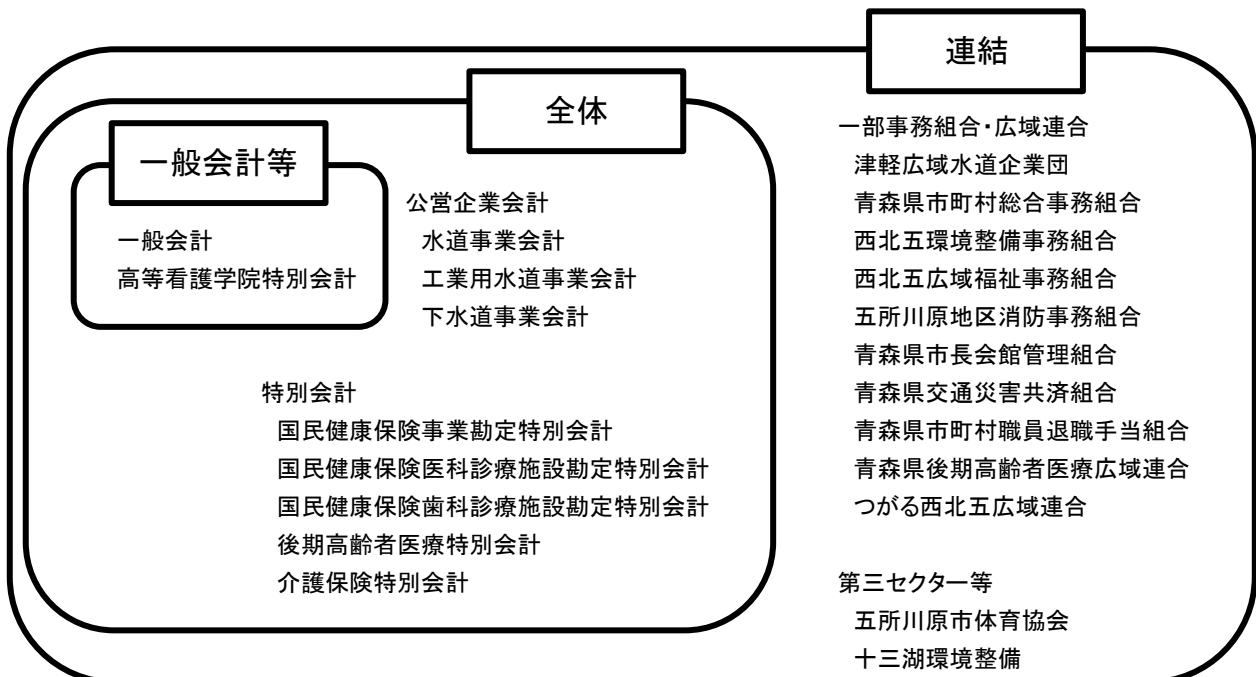 連結
全体
一般会計等
一般会計
高等看護学院特別会計
公営企業会計
水道事業会計
工業用水道事業会計
下水道事業会計
特別会計
国民健康保険事業勘定特別会計
国民健康保険医科診療施設勘定特別会計
国民健康保険歯科診療施設勘定特別会計
後期高齢者医療特別会計
介護保険特別会計
一部事務組合・広域連合
津軽広域水道企業団
青森県市町村総合事務組合
西北五環境整備事務組合
西北五広域福祉事務組合
五所川原地区消防事務組合
青森県市長会館管理組合
青森県交通災害共済組合
青森県市町村職員退職手当組合
青森県後期高齢者医療広域連合
つがる西北五広域連合
第三セクター等
五所川原市体育協会
十三湖環境整備